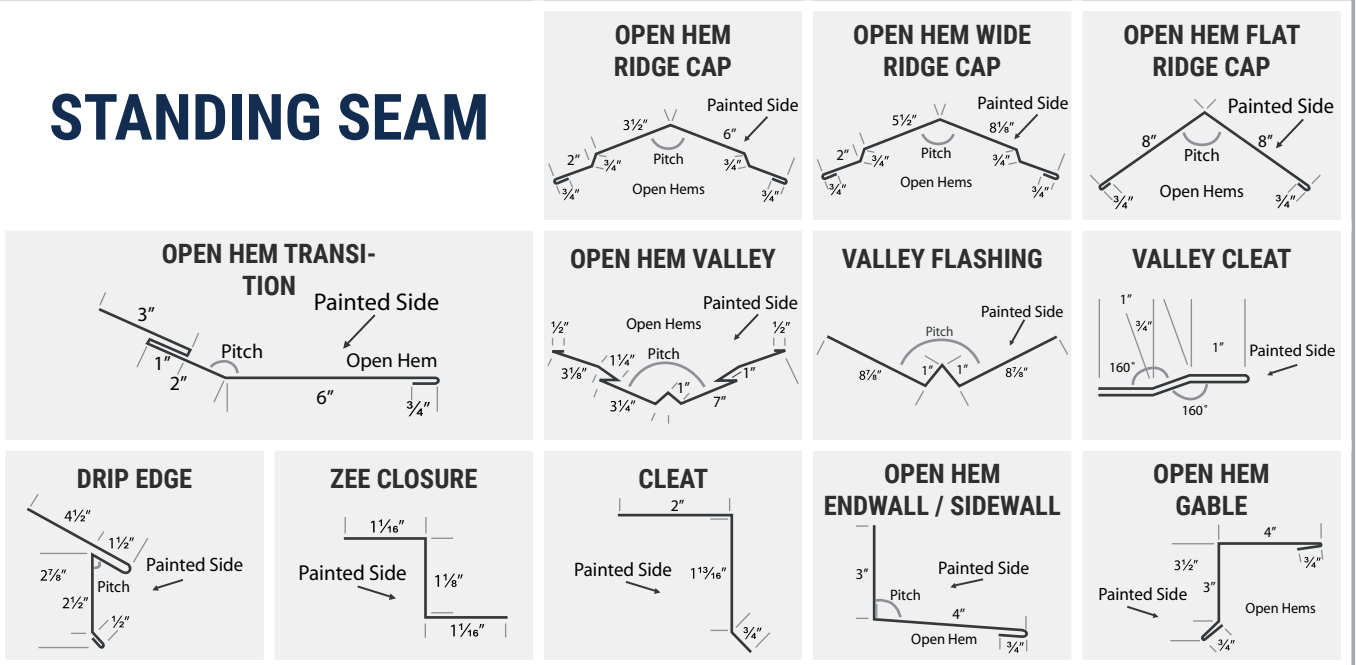 STANDING SEAM
OPEN HEM
RIDGE CAP
Painted Side
3½”
6”
2”
¾”
Pitch
¾”
Open Hems
¾”
¾”
OPEN HEM WIDE
RIDGE CAP
Painted Side
5½”
8⅛”
2”
¾”
Pitch
¾”
Open Hems
¾”
¾”
OPEN HEM FLAT
RIDGE CAP
Painted Side
8”
8”
Pitch
Open Hems
¾”
¾”
OPEN HEM TRANSI-
TION
Painted Side
3”
Pitch
1”
Open Hem
2”
6”
¾”
OPEN HEM VALLEY
Painted Side
½”
Open Hems
½”
1¼”
Pitch
3⅛”
1”
1”
3¼”
7”
VALLEY FLASHING
Painted Side
Pitch
8⅞”
1”
1”
8⅞”
VALLEY CLEAT
1”
¾”
1”
Painted Side
160˚
160˚
DRIP EDGE
4½”
1½”
Painted Side
2⅞”
Pitch
2½”
½”
ZEE CLOSURE
1¹⁄₁₆”
Painted Side
1⅛”
1¹⁄₁₆”
CLEAT
2”
Painted Side
1¹³⁄₁₆”
¾”
OPEN HEM
ENDWALL / SIDEWALL
3”
Painted Side
Pitch
4”
Open Hem
¾”
OPEN HEM
GABLE
4”
3½”
¾”
3”
Painted Side
Open Hems
¾”